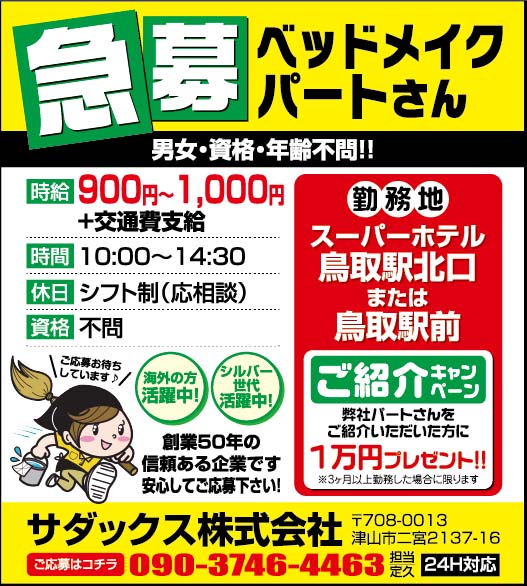 急募
ベッドメイク
パートさん
男女・資格・年齢不問!!
時給 900円～1,000円
+交通費支給
時間 10:00～14:30
休日 シフト制(応相談)
資格 不問
勤務地
スーパーホテル
鳥取駅北口
または
鳥取駅前
ご紹介キャンペーン
弊社パートさんを
ご紹介いただいた方に
1万円プレゼント!!
※3ヶ月以上勤務した場合に限ります
ご応募お待ち
しています♪
海外の方
活躍中!
シルバー
世代
活躍中!
創業50年の
信頼ある企業です
安心してご応募下さい!
サダックス株式会社
〒708-0013
津山市二宮2137-16
ご応募はコチラ 090-3746-4463 担当 定久 24H対応